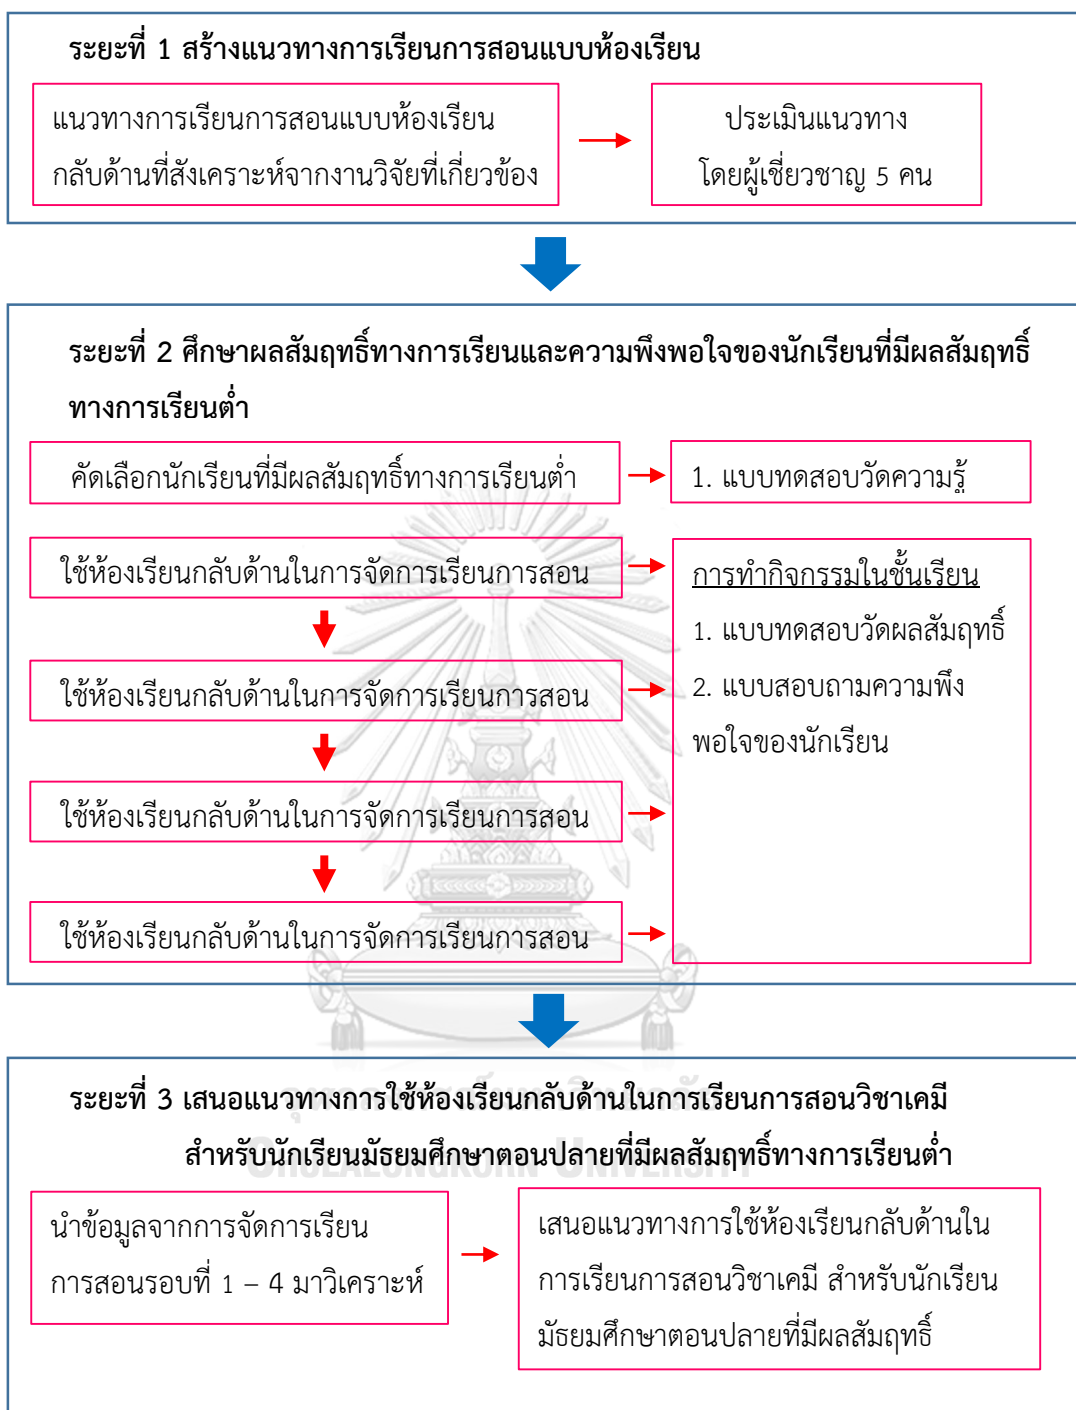 ระยะที่ 1 สร้างแนวทางการเรียนการสอนแบบห้องเรียน
แนวทางการเรียนการสอนแบบห้องเรียน
กลับด้านที่สังเคราะห์จากงานวิจัยที่เกี่ยวข้อง
ประเมินแนวทาง
โดยผู้เชี่ยวชาญ 5 คน
ระยะที่ 2 ศึกษาผลสัมฤทธิ์ทางการเรียนและความพึงพอใจของนักเรียนที่มีผลสัมฤทธิ์
ทางการเรียนต่ำ
คัดเลือกนักเรียนที่มีผลสัมฤทธิ์ทางการเรียนต่ำ
1. แบบทดสอบวัดความรู้
ใช้ห้องเรียนกลับด้านในการจัดการเรียนการสอน
ใช้ห้องเรียนกลับด้านในการจัดการเรียนการสอน
ใช้ห้องเรียนกลับด้านในการจัดการเรียนการสอน
ใช้ห้องเรียนกลับด้านในการจัดการเรียนการสอน
การทำกิจกรรมในชั้นเรียน
1. แบบทดสอบวัดผลสัมฤทธิ์
2. แบบสอบถามความพึง
พอใจของนักเรียน
ระยะที่ 3 เสนอแนวทางการใช้ห้องเรียนกลับด้านในการเรียนการสอนวิชาเคมี
สำหรับนักเรียนมัธยมศึกษาตอนปลายที่มีผลสัมฤทธิ์ทางการเรียนต่ำ
จุฬาลงกรณ์มหาวิทยาลัย
CHULALONGKORN UNIVERSITY
นำข้อมูลจากการจัดการเรียน
การสอนรอบที่ 1 – 4 มาวิเคราะห์
เสนอแนวทางการใช้ห้องเรียนกลับด้านใน
การเรียนการสอนวิชาเคมี สำหรับนักเรียน
มัธยมศึกษาตอนปลายที่มีผลสัมฤทธิ์